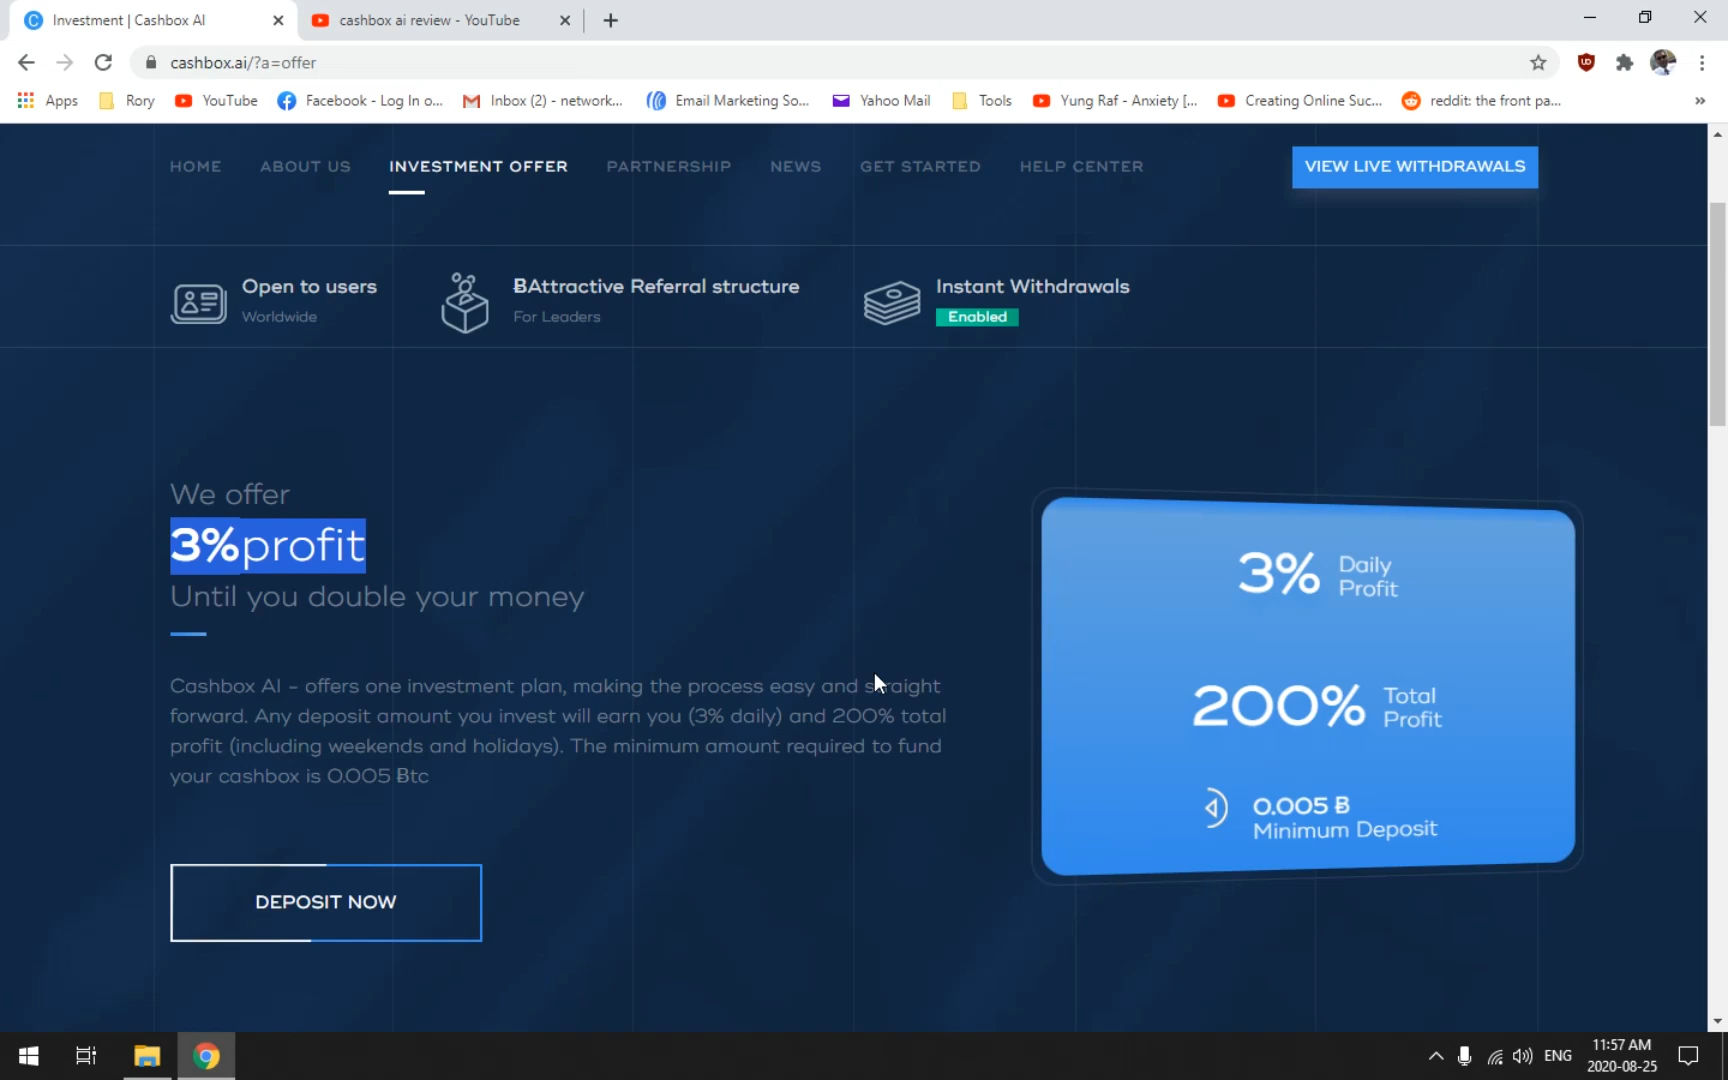 Investment | Cashbox AI
cashbox ai review - YouTube
cashbox.ai/?a=offer
Apps
Rory
YouTube
Facebook - Log In o...
Inbox (2) - network...
Email Marketing So...
Yahoo Mail
Tools
Yung Raf - Anxiety [...
Creating Online Suc...
reddit: the front pa...
HOME
ABOUT US
INVESTMENT OFFER
PARTNERSHIP
NEWS
GET STARTED
HELP CENTER
VIEW LIVE WITHDRAWALS
Open to users
Worldwide
ɃAttractive Referral structure
For Leaders
Instant Withdrawals
Enabled
We offer
3%profit
Until you double your money
Cashbox AI – offers one investment plan, making the process easy and straight
forward. Any deposit amount you invest will earn you (3% daily) and 200% total
profit (including weekends and holidays). The minimum amount required to fund
your cashbox is 0.005 Ƀtc
DEPOSIT NOW
3% Daily
Profit
200% Total
Profit
0.005 Ƀ
Minimum Deposit
ENG
11:57 AM
2020-08-25